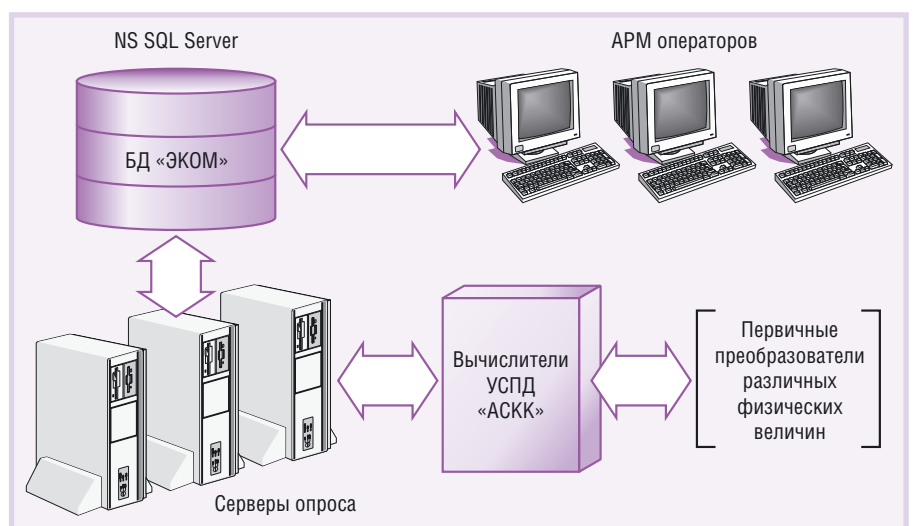 NS SQL Server
АРМ операторов
БД «ЭКОМ»
Вычислители
УСПД
«АСКК»
Первичные
преобразователи
различных
физических
величин
Серверы опроса